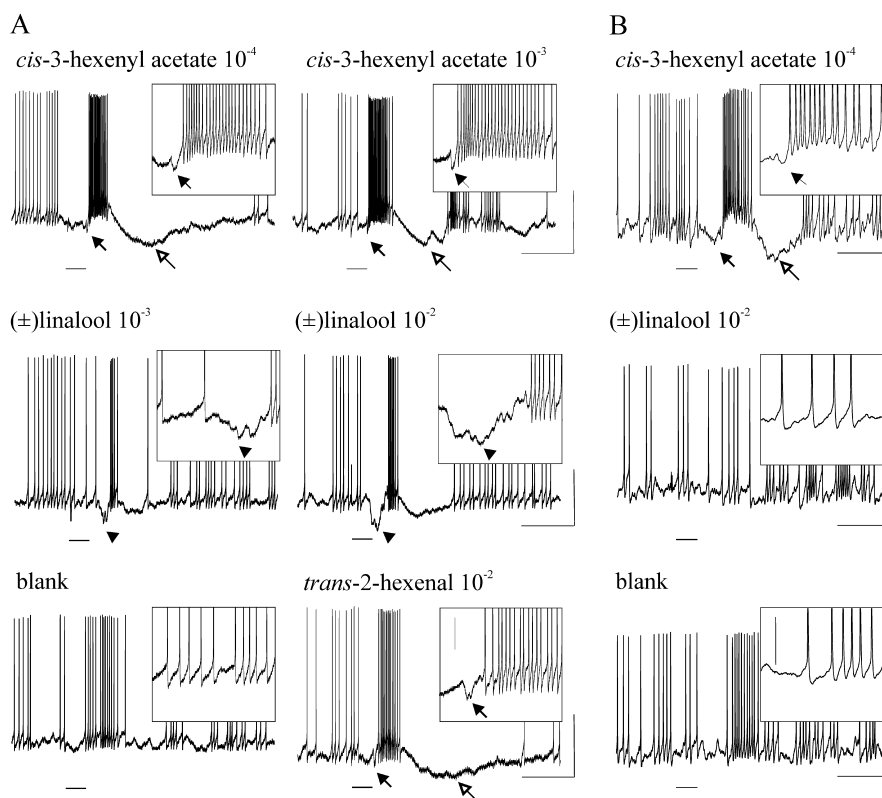 A
B
cis-3-hexenyl acetate 10-4
cis-3-hexenyl acetate 10-3
cis-3-hexenyl acetate 10-4
(±)linalool 10-3
(±)linalool 10-2
(±)linalool 10-2
blank
trans-2-hexenal 10-2
blank